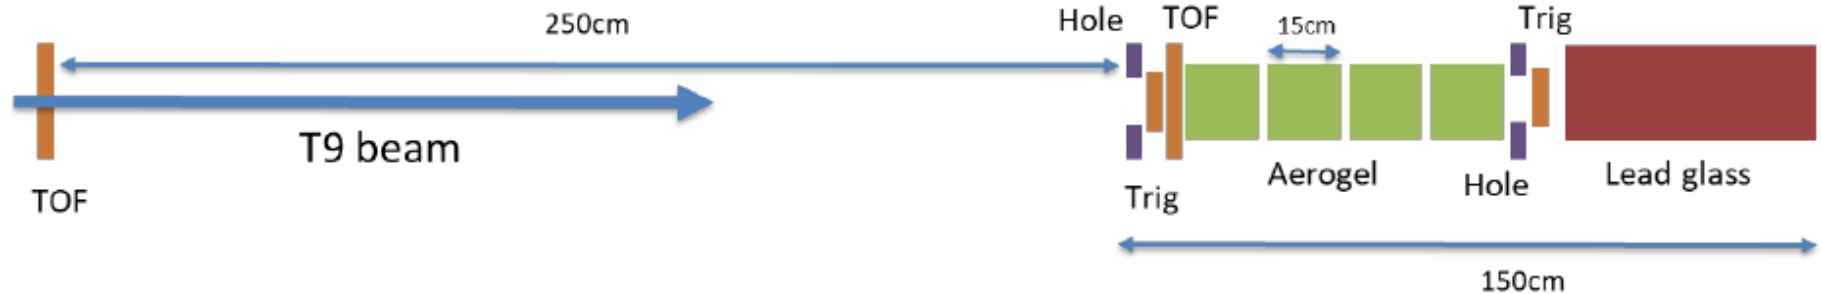 250cm
Hole
TOF
15cm
Trig
T9 beam
TOF
Trig
Aerogel
Hole
Lead glass
150cm